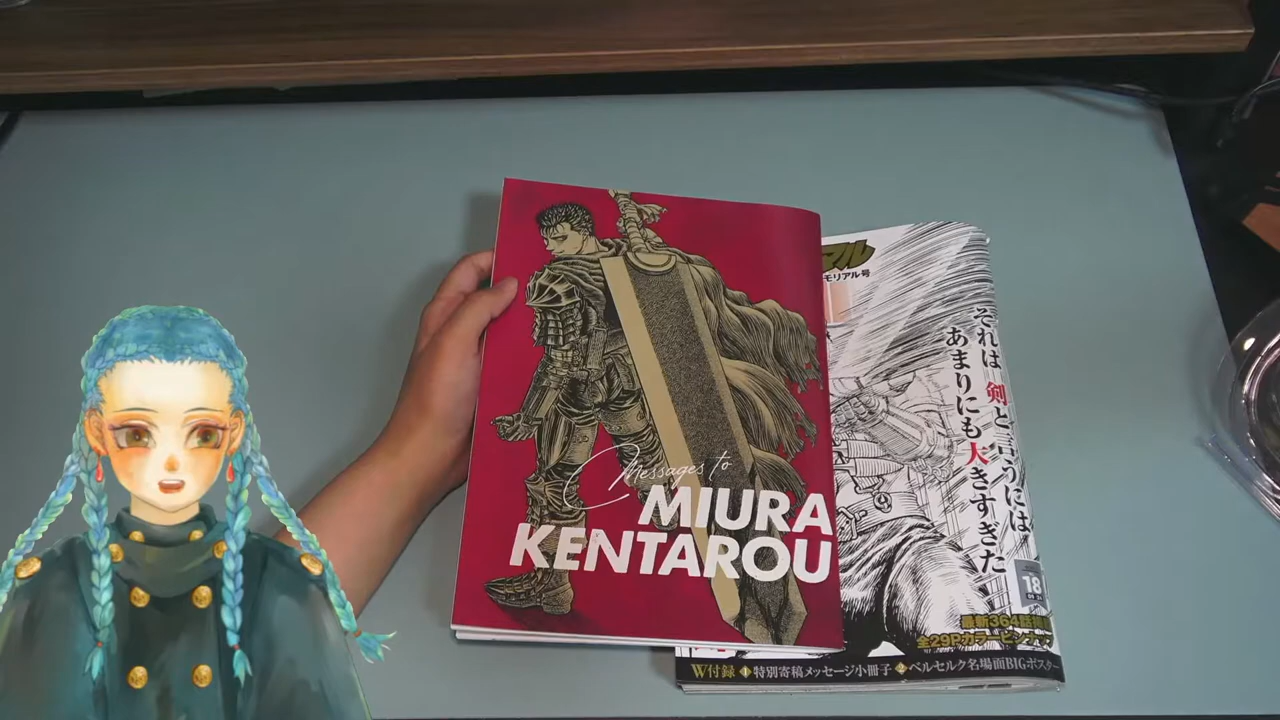 Messages to
MIURA
KENTAROU
マル
モリアル号
それは 剣と言うには
あまりにも大きすぎた
18
最新364話掲
全29Pカラーピンナップ
W付録 1 特別寄稿メッセージ小冊子 2 ベルセルク名場面BIGポスター